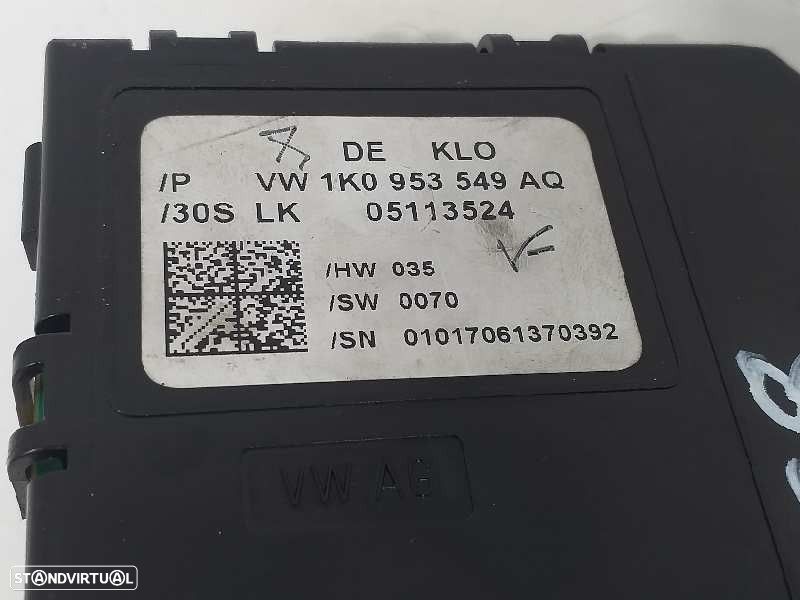 DE KLO
/P VW 1K0 953 549 AQ
/30S LK 05113524
/HW 035
/SW 0070
/SN 01017061370392
VW AG
STANDVIRTUAL